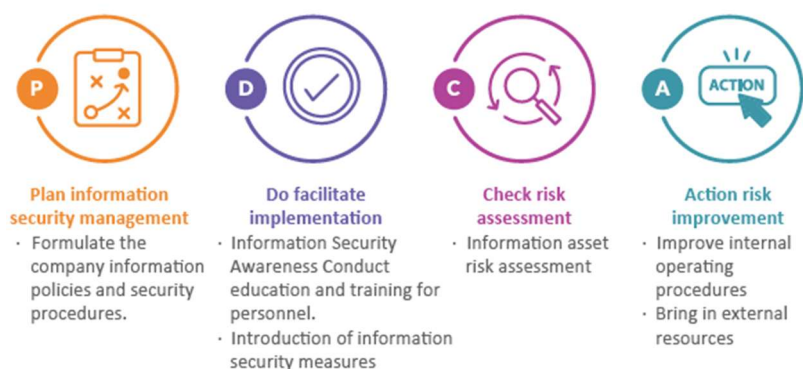 P
Plan information
security management
· Formulate the
company information
policies and security
procedures.
D
Do facilitate
implementation
· Information Security
Awareness Conduct
education and training for
personnel.
· Introduction of information
security measures
C
Check risk
assessment
· Information asset
risk assessment
A
ACTION
Action risk
improvement
· Improve internal
operating
procedures
· Bring in external
resources